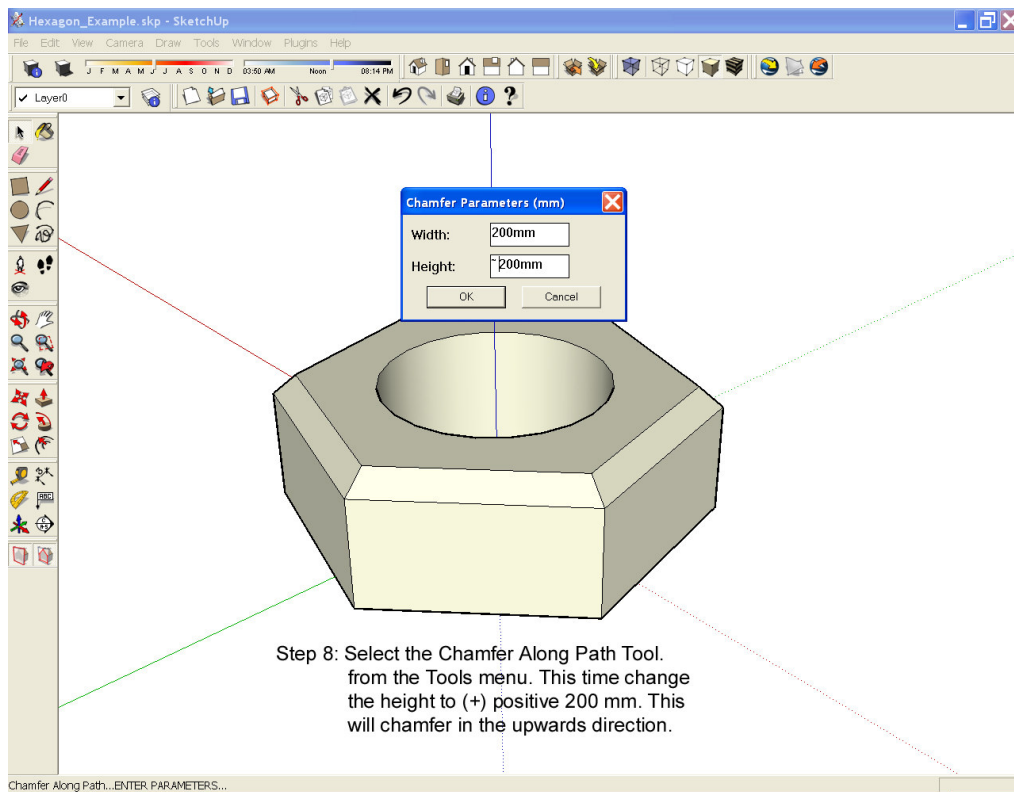 Hexagon_Example.skp - SketchUp
File Edit View Camera Draw Tools Window Plugins Help
J F M A M J J A S O N D 03:50 AM Noon 08:14 PM
Layer0
Chamfer Parameters (mm)
Width: 200mm
Height: ~200mm
OK Cancel
ABC
Step 8: Select the Chamfer Along Path Tool.
from the Tools menu. This time change
the height to (+) positive 200 mm. This
will chamfer in the upwards direction.
Chamfer Along Path...ENTER PARAMETERS...